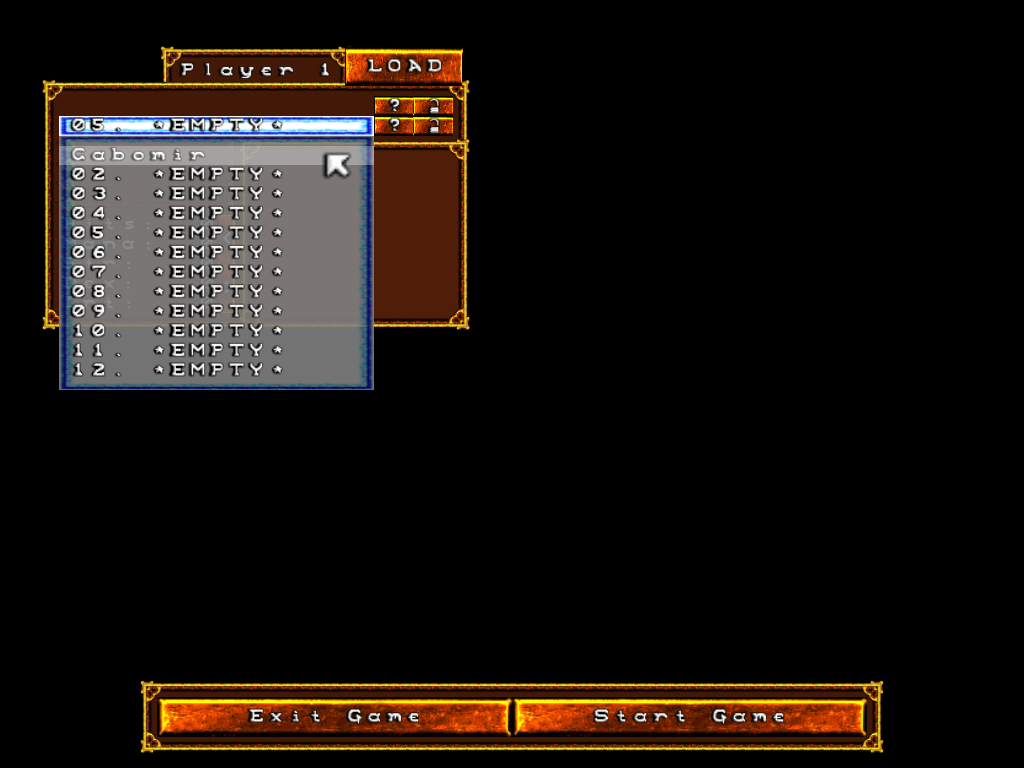 Player 1 LOAD
?
05. *EMPTY* ?
Cabomir
02. *EMPTY*
03. *EMPTY*
04. *EMPTY*
05. *EMPTY*
06. *EMPTY*
07. *EMPTY*
08. *EMPTY*
09. *EMPTY*
10. *EMPTY*
11. *EMPTY*
12. *EMPTY*
Exit Game Start Game